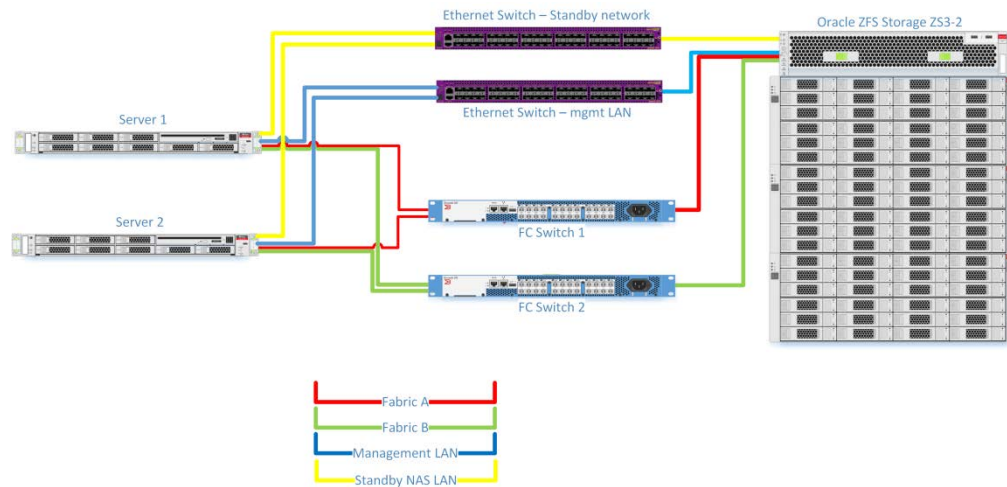 Ethernet Switch – Standby network
Oracle ZFS Storage ZS3-2
Ethernet Switch – mgmt LAN
Server 1
Server 2
FC Switch 1
FC Switch 2
Fabric A
Fabric B
Management LAN
Standby NAS LAN